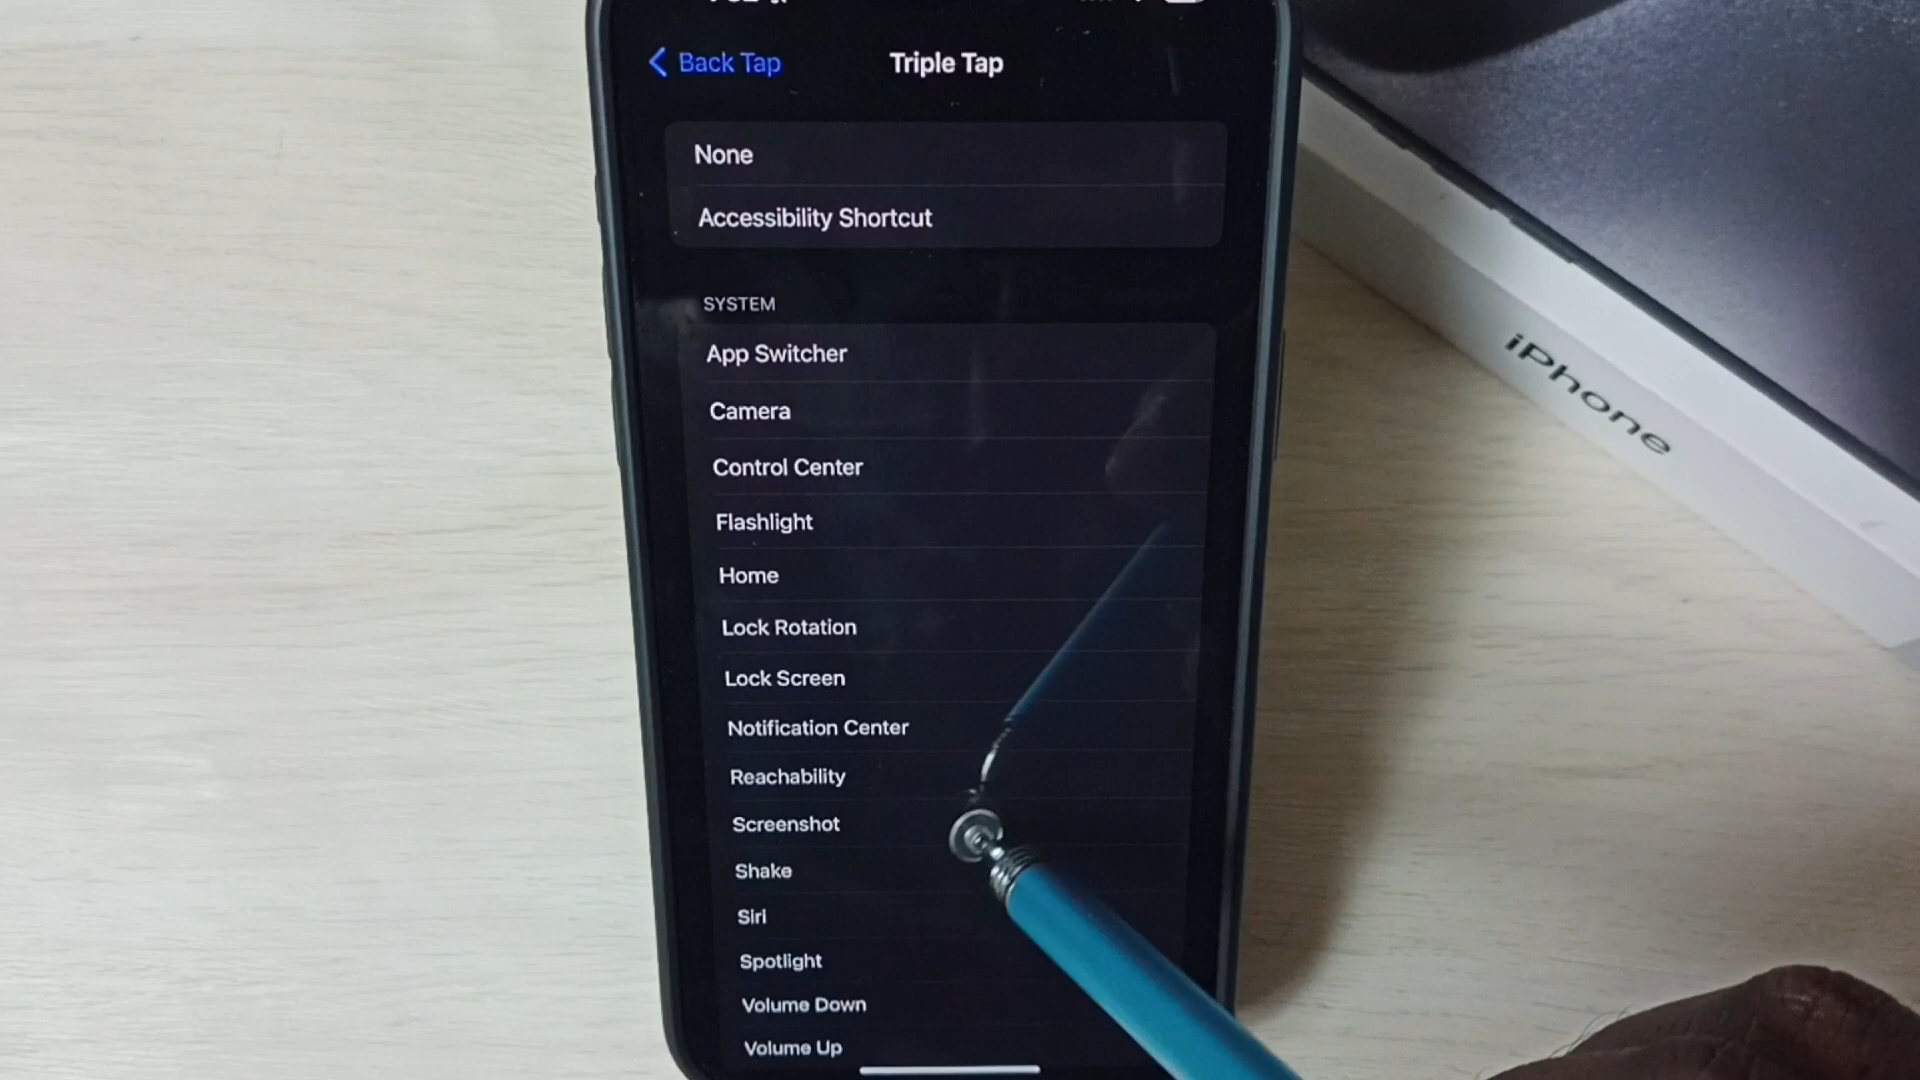 Back Tap
Triple Tap
None
Accessibility Shortcut
SYSTEM
App Switcher
Camera
Control Center
Flashlight
Home
Lock Rotation
Lock Screen
Notification Center
Reachability
Screenshot
Shake
Siri
Spotlight
Volume Down
Volume Up
iPhone